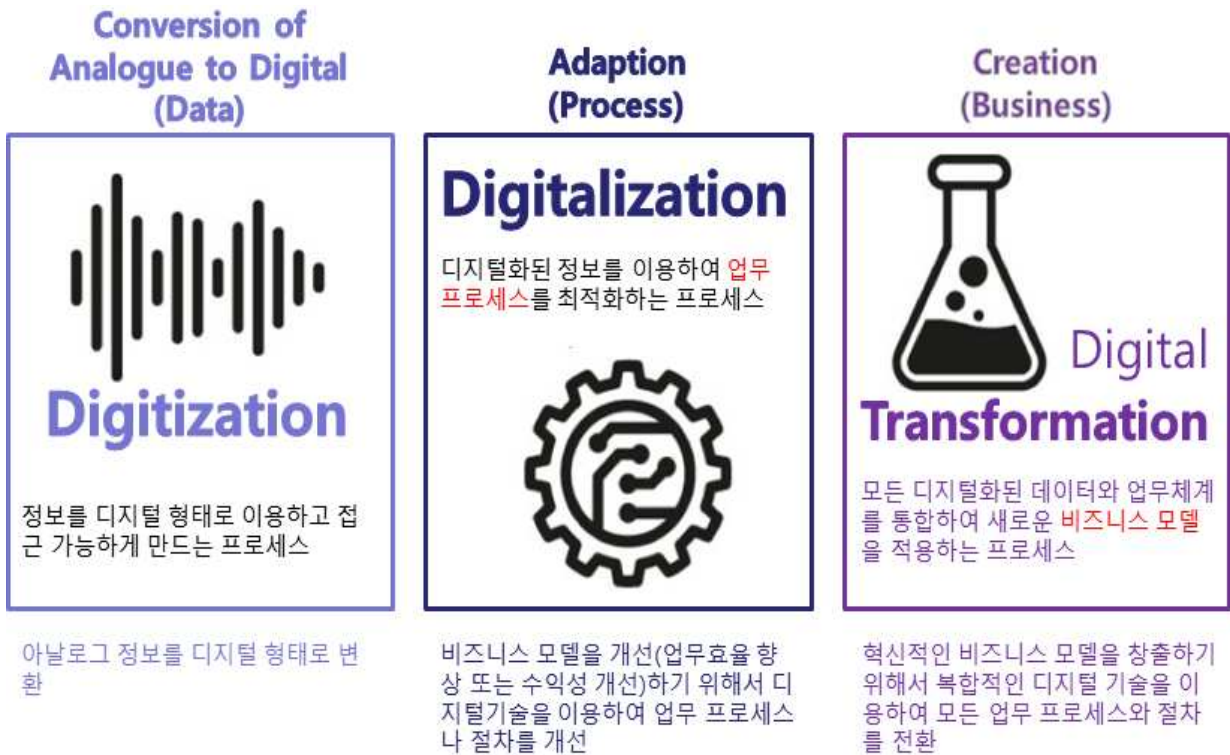 Conversion of
Analogue to Digital
(Data)
Digitization
정보를 디지털 형태로 이용하고 접
근 가능하게 만드는 프로세스
아날로그 정보를 디지털 형태로 변
환
Adaption
(Process)
Digitalization
디지털화된 정보를 이용하여 업무
프로세스를 최적화하는 프로세스
비즈니스 모델을 개선(업무효율 향
상 또는 수익성 개선)하기 위해서 디
지털기술을 이용하여 업무 프로세스
나 절차를 개선
Creation
(Business)
Digital
Transformation
모든 디지털화된 데이터와 업무체계
를 통합하여 새로운 비즈니스 모델
을 적용하는 프로세스
혁신적인 비즈니스 모델을 창출하기
위해서 복합적인 디지털 기술을 이
용하여 모든 업무 프로세스와 절차
를 전환